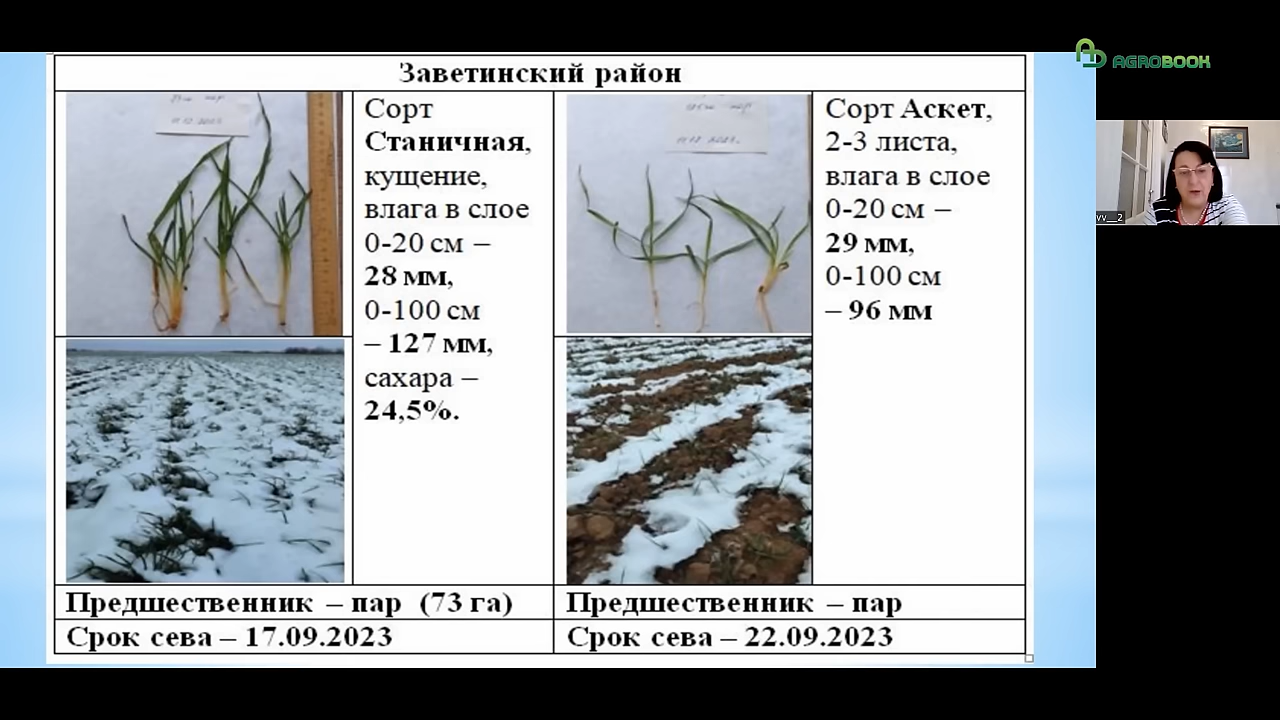 AGROBOOK
Заветинский район
Сорт
Станичная,
кущение,
влага в слое
0-20 см –
28 мм,
0-100 см
– 127 мм,
сахара –
24,5%.
Сорт Аскет,
2-3 листа,
влага в слое
0-20 см –
29 мм,
0-100 см
– 96 мм
Предшественник – пар (73 га)
Предшественник – пар
Срок сева – 17.09.2023
Срок сева – 22.09.2023